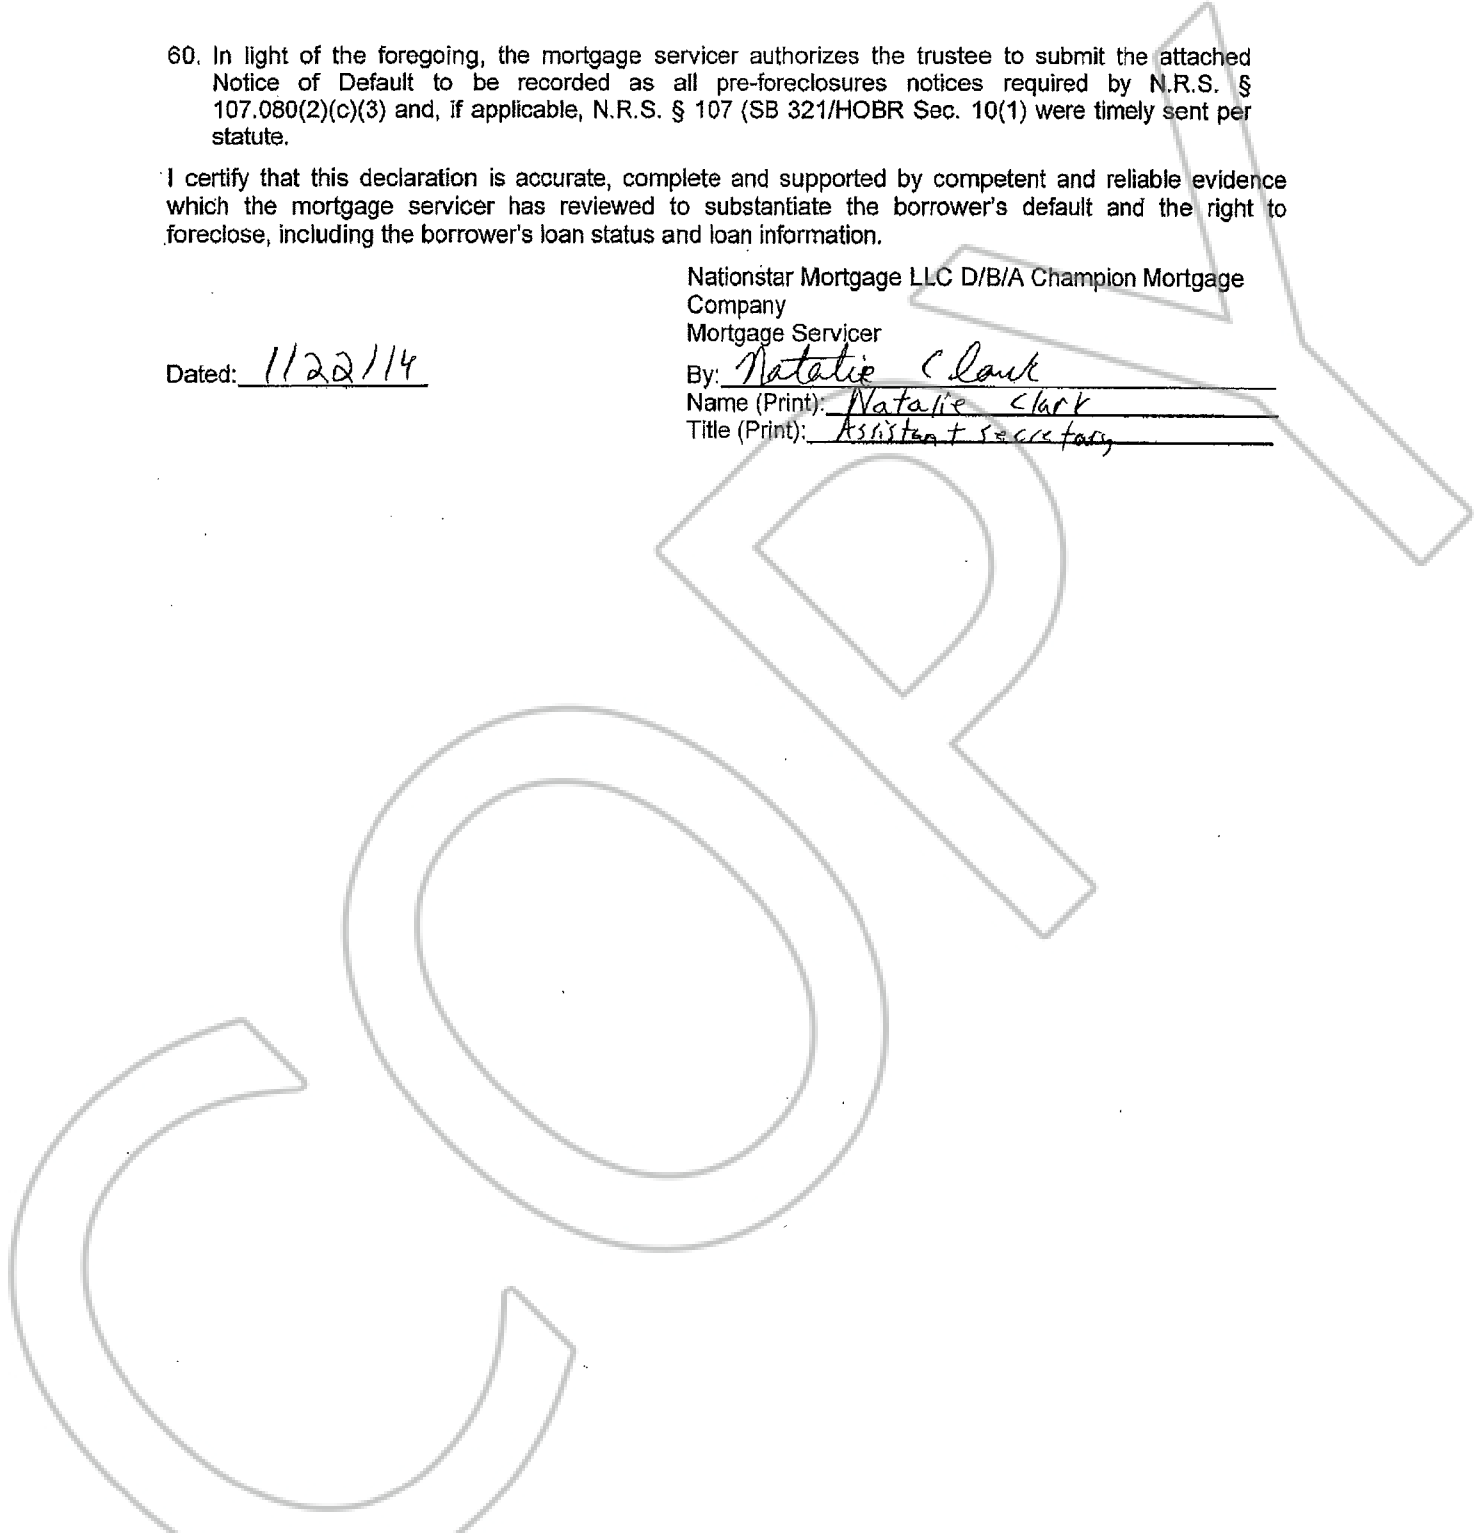 60. In light of the foregoing, the mortgage servicer authorizes the trustee to submit the attached
Notice of Default to be recorded as all pre-foreclosures notices required by N.R.S. §
107.080(2)(c)(3) and, if applicable, N.R.S. § 107 (SB 321/HOBR Sec. 10(1) were timely sent per
statute.
I certify that this declaration is accurate, complete and supported by competent and reliable evidence
which the mortgage servicer has reviewed to substantiate the borrower's default and the right to
foreclose, including the borrower's loan status and loan information.
Nationstar Mortgage LLC D/B/A Champion Mortgage
Company
Mortgage Servicer
Dated: 1/22/14
By: Natalie Clark
Name (Print): Natalie Clark
Title (Print): Assistant secretary
COPY